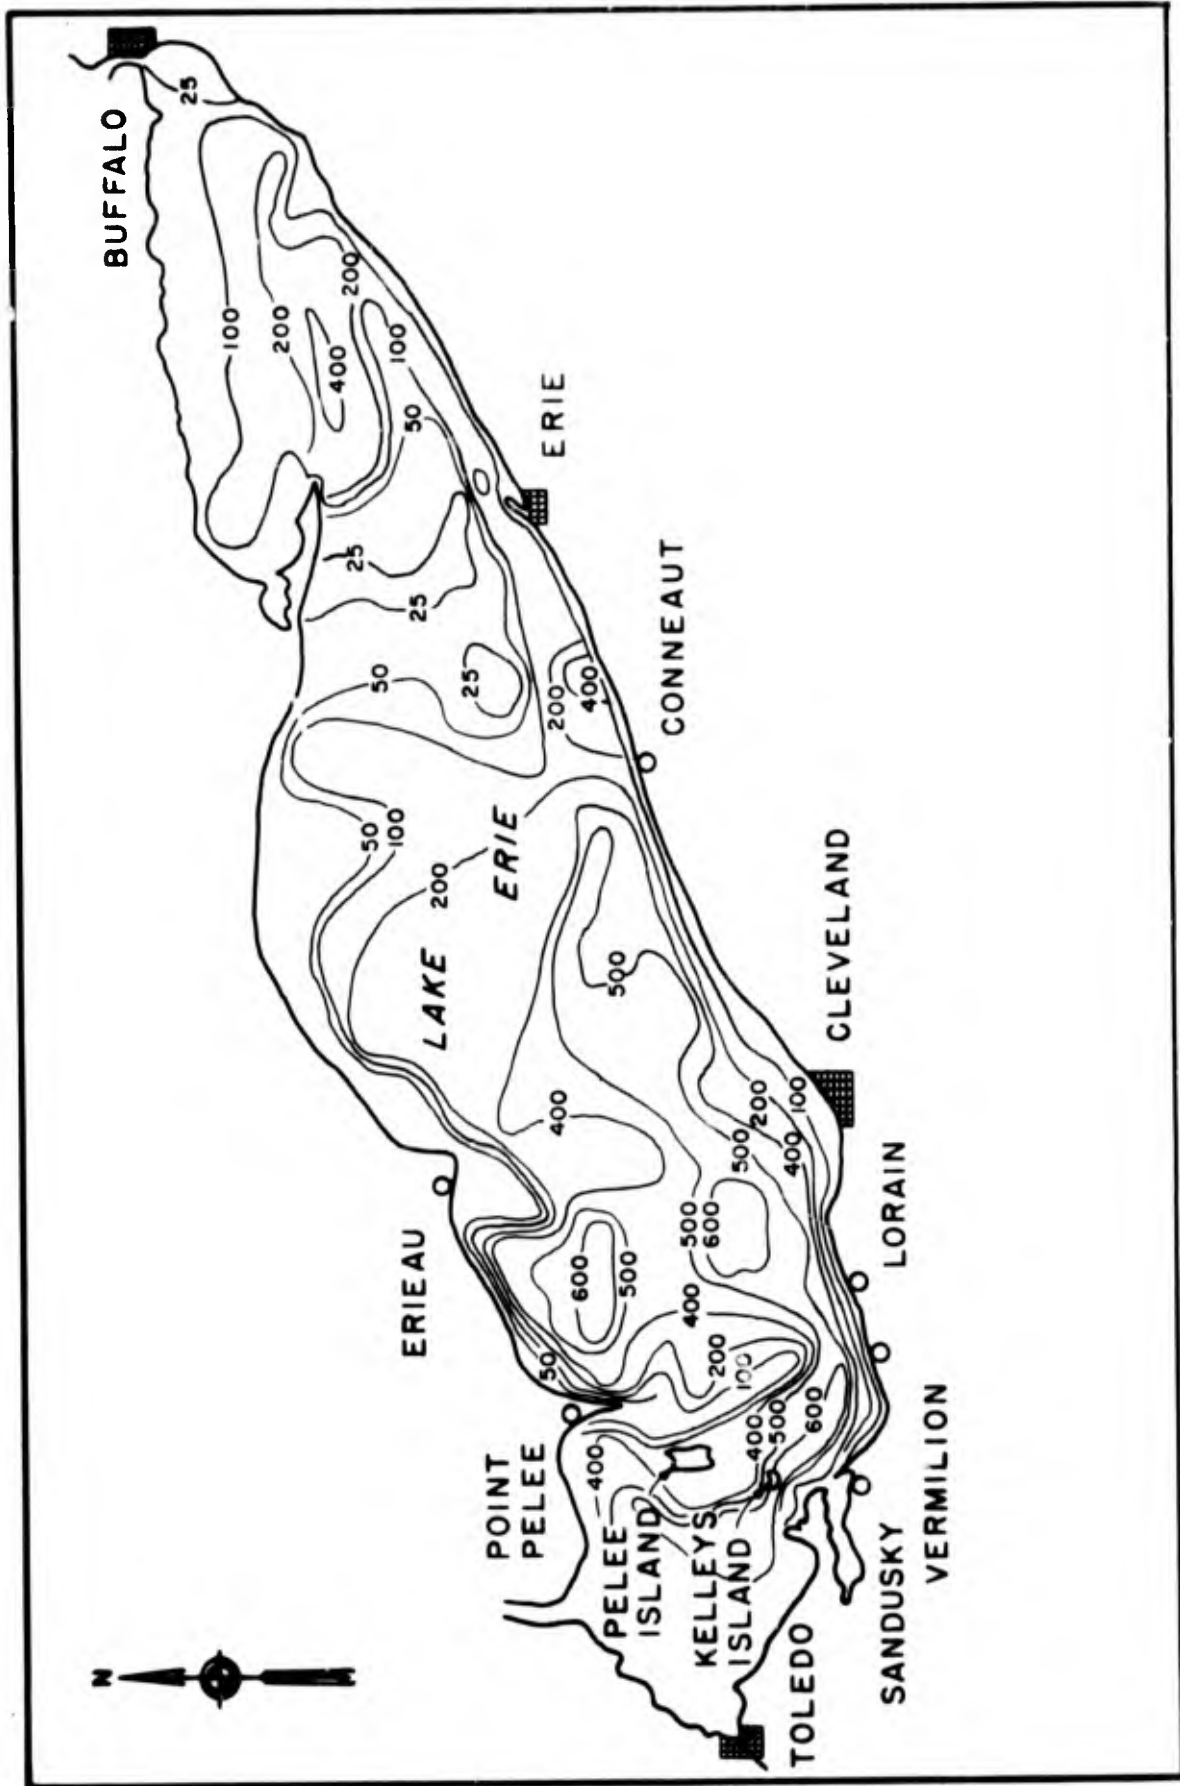 N
BUFFALO
25
100
200
400
200
100
50
ERIE
25
25
50
25
200
400
CONNEAUT
50
100
200
LAKE ERIE
500
CLEVELAND
400
200
100
500
400
ERIEAU
600
500
500
600
LORAIN
50
400
200
100
POINT
PELEE
400
400
500
600
PELEE
ISLAND
KELLEYS
ISLAND
VERMILION
SANDUSKY
TOLEDO